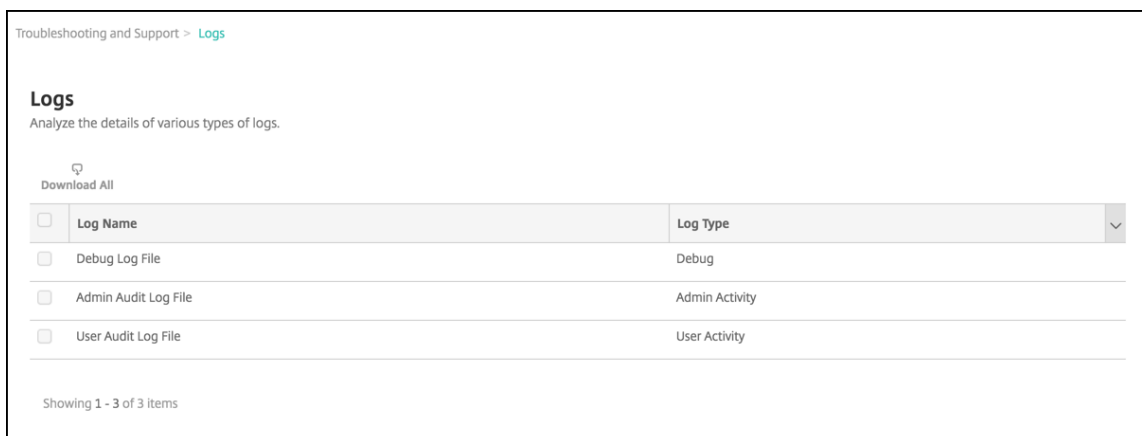 Troubleshooting and Support > Logs
Logs
Analyze the details of various types of logs.
Download All
Log Name Log Type
Debug Log File Debug
Admin Audit Log File Admin Activity
User Audit Log File User Activity
Showing 1 - 3 of 3 items